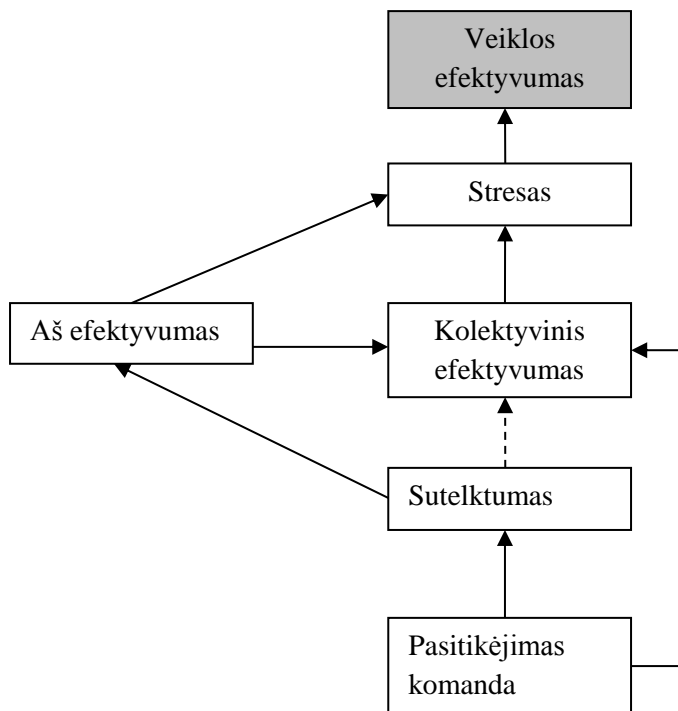 Veiklos
efektyvumas
Stresas
Aš efektyvumas
Kolektyvinis
efektyvumas
Sutelktumas
Pasitikėjimas
komanda